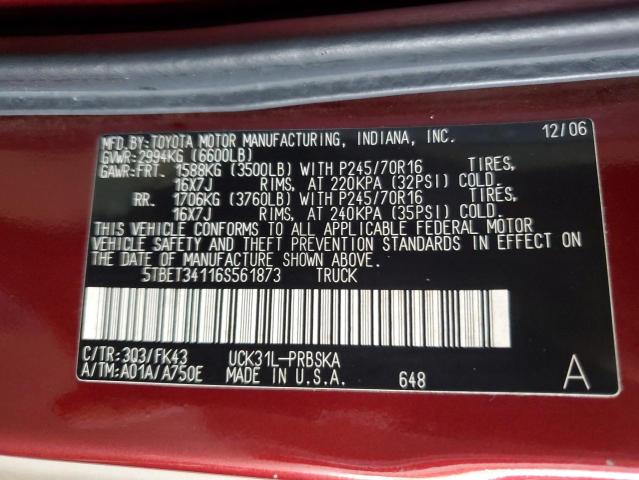 MFD.BY:TOYOTA MOTOR MANUFACTURING, INDIANA, INC. 12/06
GVWR:2994KG (6600LB)
GAWR:FRT. 1588KG (3500LB) WITH P245/70R16 TIRES,
16X7J RIMS, AT 220KPA (32PSI) COLD.
RR. 1706KG (3760LB) WITH P245/70R16 TIRES,
16X7J RIMS, AT 240KPA (35PSI) COLD.
THIS VEHICLE CONFORMS TO ALL APPLICABLE FEDERAL MOTOR
VEHICLE SAFETY AND THEFT PREVENTION STANDARDS IN EFFECT ON
THE DATE OF MANUFACTURE SHOWN ABOVE.
5TBET34116S561873 TRUCK
C/TR:3Q3/FK43 UCK31L-PRBSKA
A/TM:A01A/A750E MADE IN U.S.A. 648 A